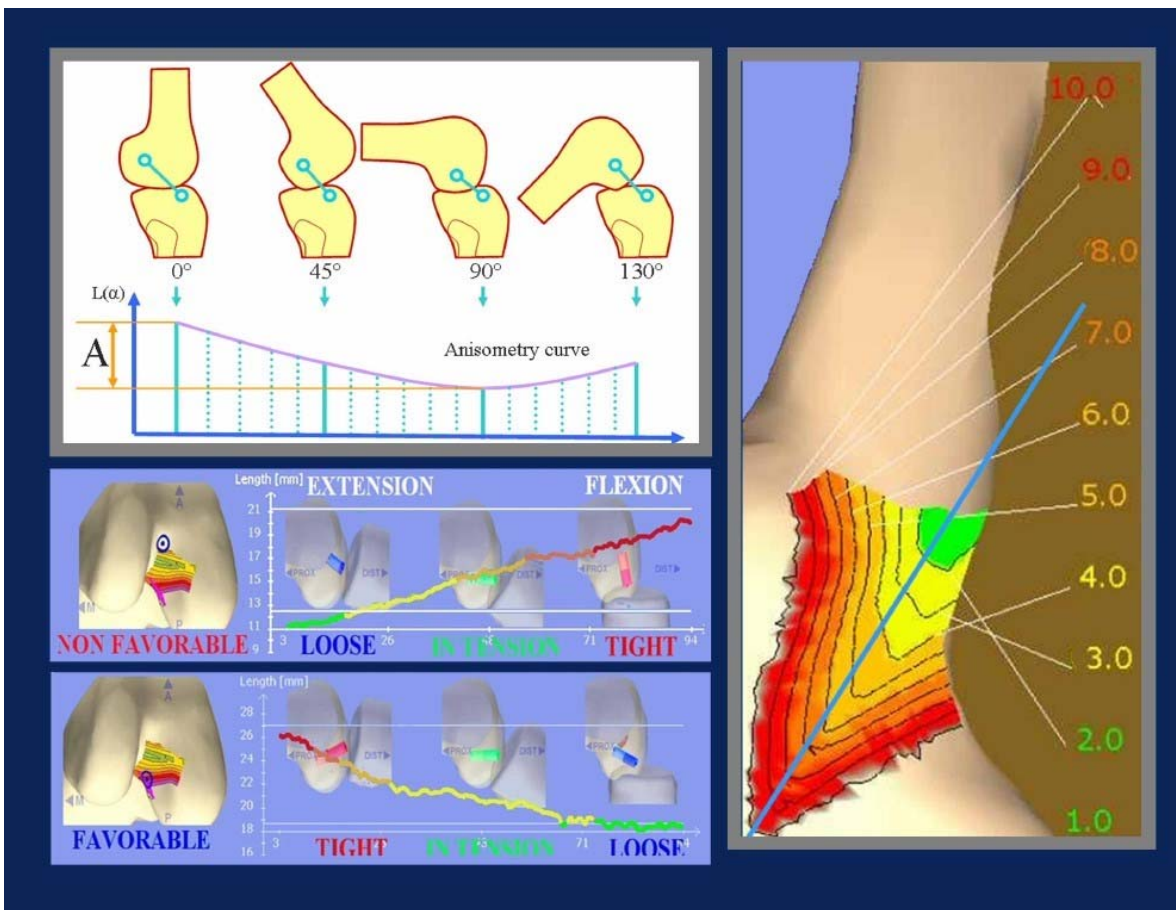 0°
45°
90°
130°
L(α)
A
Anisometry curve
Length [mm]
EXTENSION
FLEXION
21
19
17
15
13
11
9
A
M
P
PROX
DIST
3
26
71
94
NON FAVORABLE
LOOSE
IN TENSION
TIGHT
Length [mm]
28
26
24
22
20
18
16
A
M
P
PROX
DIST
3
71
FAVORABLE
TIGHT
IN TENSION
LOOSE
10.0
9.0
8.0
7.0
6.0
5.0
4.0
3.0
2.0
1.0